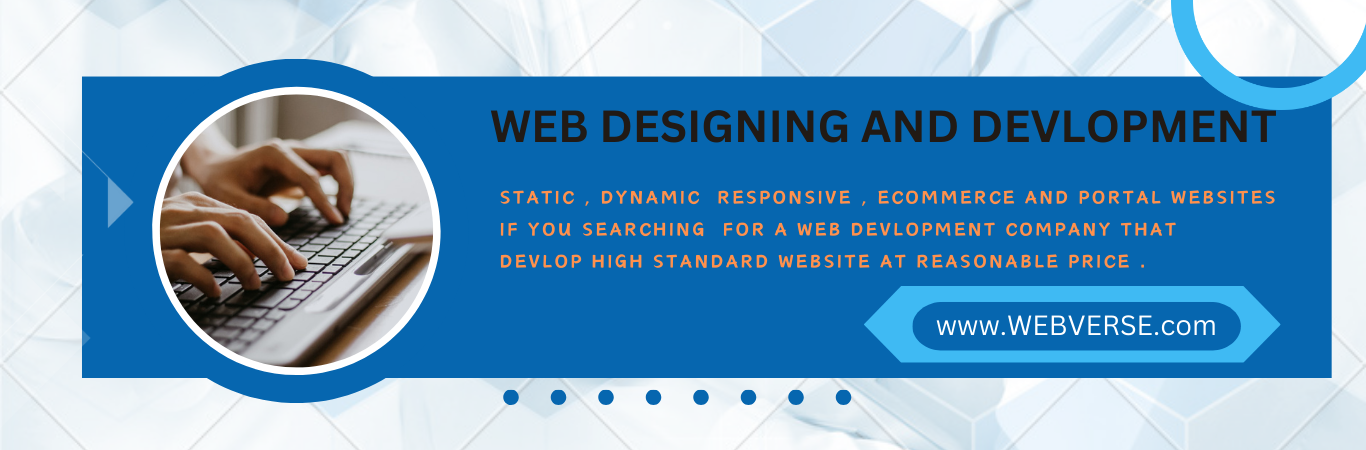 WEB DESIGNING AND DEVLOPMENT
STATIC , DYNAMIC RESPONSIVE , ECOMMERCE AND PORTAL WEBSITES
IF YOU SEARCHING FOR A WEB DEVLOPMENT COMPANY THAT
DEVLOP HIGH STANDARD WEBSITE AT REASONABLE PRICE .
www.WEBVERSE.com